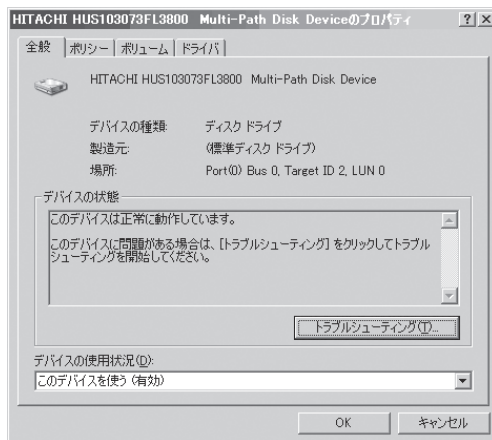 HITACHI HUS103073FL3800 Multi-Path Disk Deviceのプロパティ
全般 ポリシー ボリューム ドライバ
HITACHI HUS103073FL3800 Multi-Path Disk Device
デバイスの種類: ディスク ドライブ
製造元: (標準ディスク ドライブ)
場所: Port(0) Bus 0, Target ID 2, LUN 0
デバイスの状態
このデバイスは正常に動作しています。
このデバイスに問題がある場合は、[トラブルシューティング] をクリックしてトラブル
シューティングを開始してください。
トラブルシューティング(T)...
デバイスの使用状況(D):
このデバイスを使う (有効)
OK キャンセル